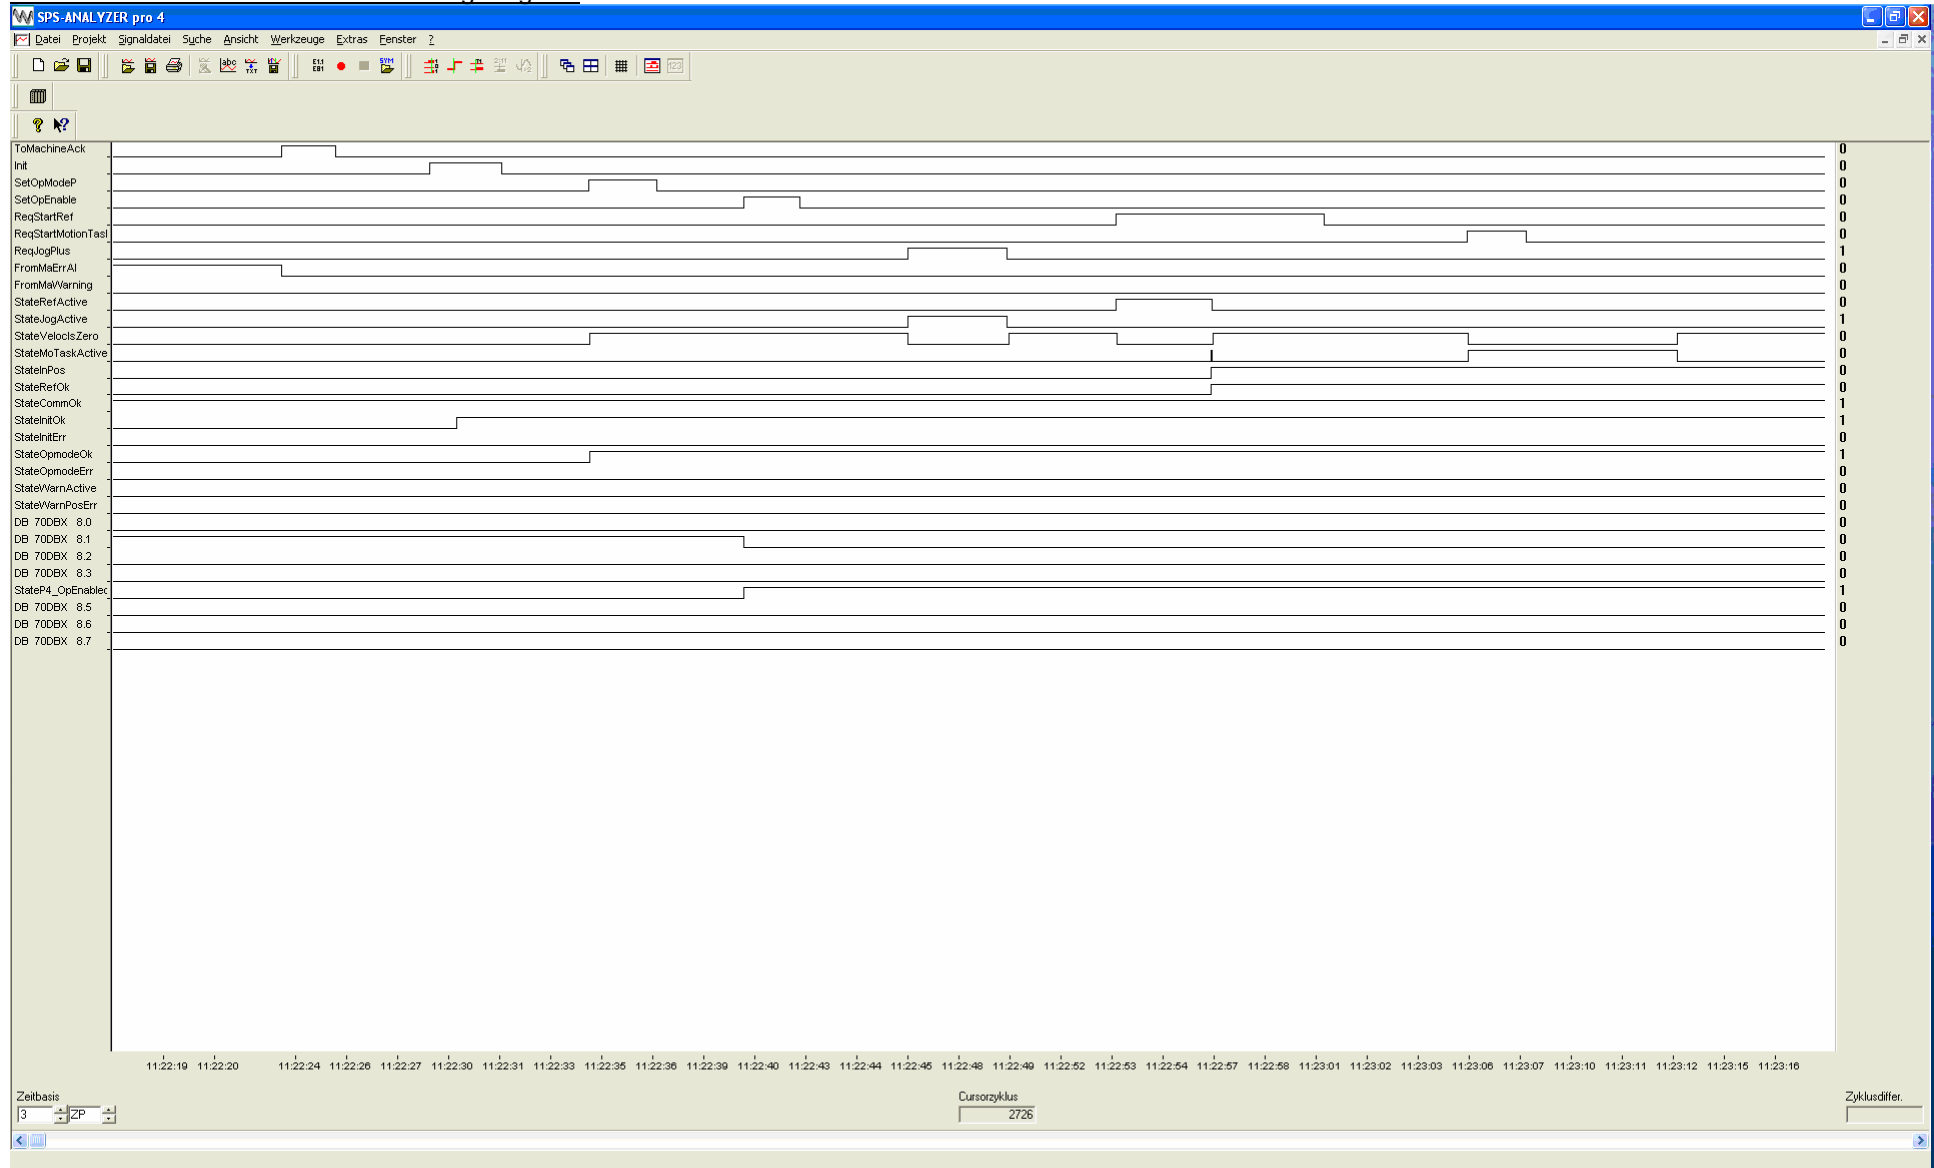 SPS-ANALYZER pro 4
Datei Projekt Signaldatei Suche Ansicht Werkzeuge Extras Fenster ?
ToMachineAck 0
Init 0
SetOpModeP 0
SetOpEnable 0
ReqStartRef 0
ReqStartMotionTas 0
ReqJogPlus 1
FromMaErrAl 0
FromMaWarning 0
StateRefActive 0
StateJogActive 1
StateVelocIsZero 0
StateMoTaskActive 0
StateInPos 0
StateRefOk 0
StateCommOk 1
StateInitOk 1
StateInitErr 0
StateOpmodeOk 1
StateOpmodeErr 0
StateWarnActive 0
StateWarnPosErr 0
DB 70DBX 8.0 0
DB 70DBX 8.1 0
DB 70DBX 8.2 0
DB 70DBX 8.3 0
StateP4_OpEnablec 1
DB 70DBX 8.5 0
DB 70DBX 8.6 0
DB 70DBX 8.7 0
11:22:19 11:22:20 11:22:24 11:22:26 11:22:27 11:22:30 11:22:31 11:22:33 11:22:35 11:22:36 11:22:39 11:22:40 11:22:43 11:22:44 11:22:45 11:22:48 11:22:49 11:22:52 11:22:53 11:22:54 11:22:57 11:22:58 11:23:01 11:23:02 11:23:03 11:23:06 11:23:07 11:23:10 11:23:11 11:23:12 11:23:15 11:23:16
Zeitbasis Cursorzyklus Zyklusdiffer.
3 ZP 2726